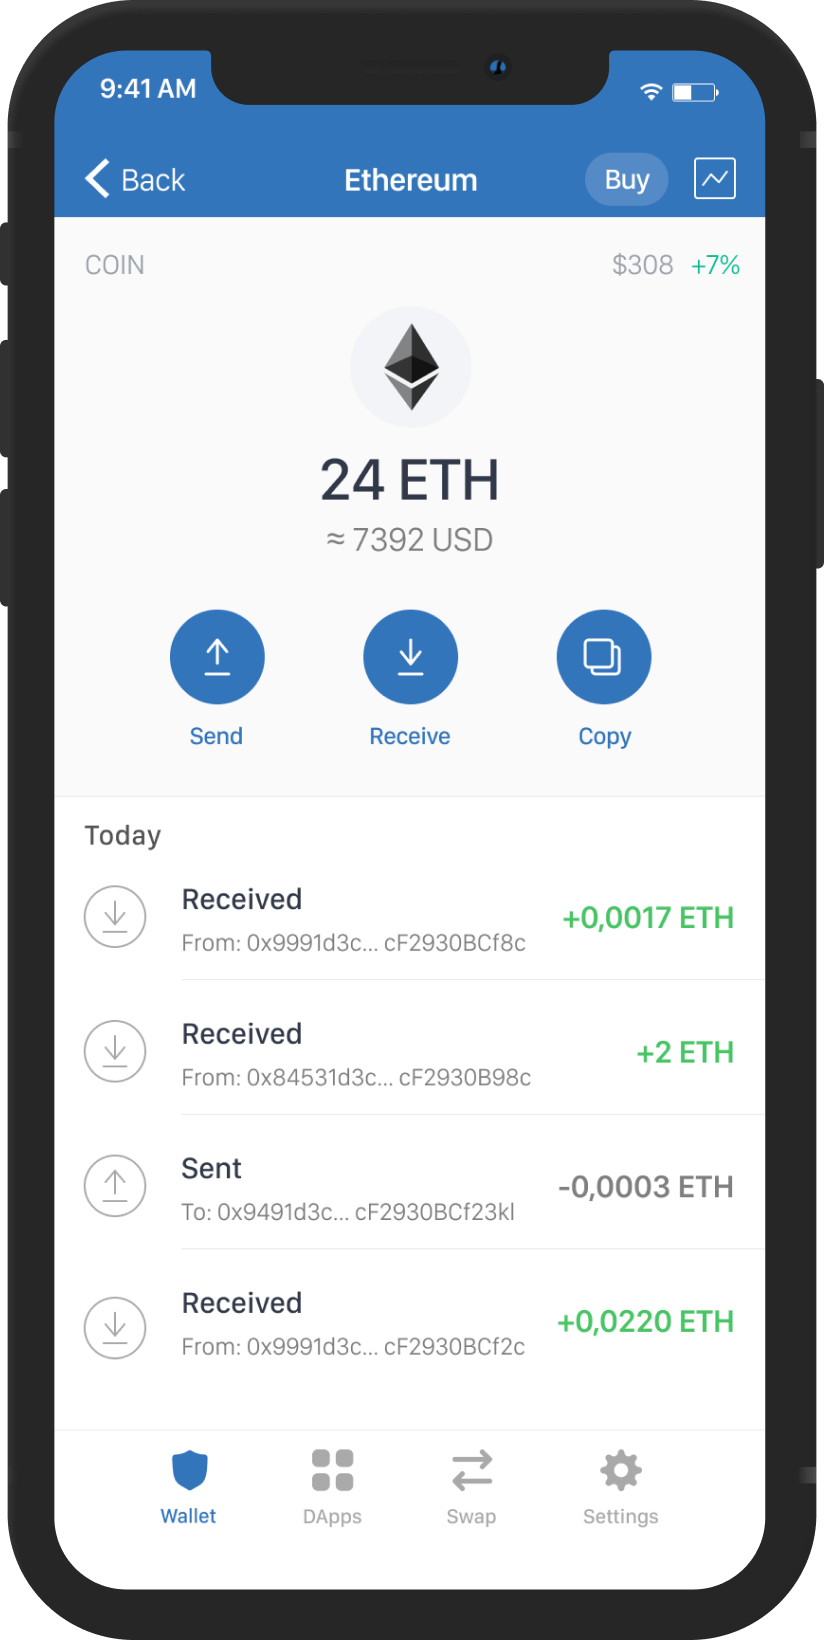 9:41 AM
Back
Ethereum
Buy
COIN
$308 +7%
24 ETH
≈ 7392 USD
Send
Receive
Copy
Today
Received
+0,0017 ETH
From: 0x9991d3c... cF2930BCf8c
Received
+2 ETH
From: 0x84531d3c... cF2930B98c
Sent
-0,0003 ETH
To: 0x9491d3c... cF2930BCf23kl
Received
+0,0220 ETH
From: 0x9991d3c... cF2930BCf2c
Wallet
DApps
Swap
Settings